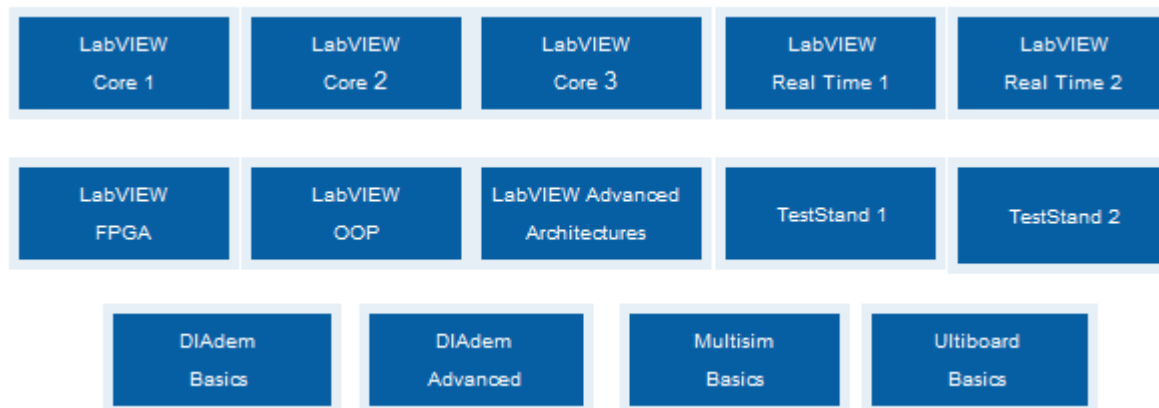 LabVIEW
Core 1
LabVIEW
Core 2
LabVIEW
Core 3
LabVIEW
Real Time 1
LabVIEW
Real Time 2
LabVIEW
FPGA
LabVIEW
OOP
LabVIEW Advanced
Architectures
TestStand 1
TestStand 2
DIAdem
Basics
DIAdem
Advanced
Multisim
Basics
Ultiboard
Basics